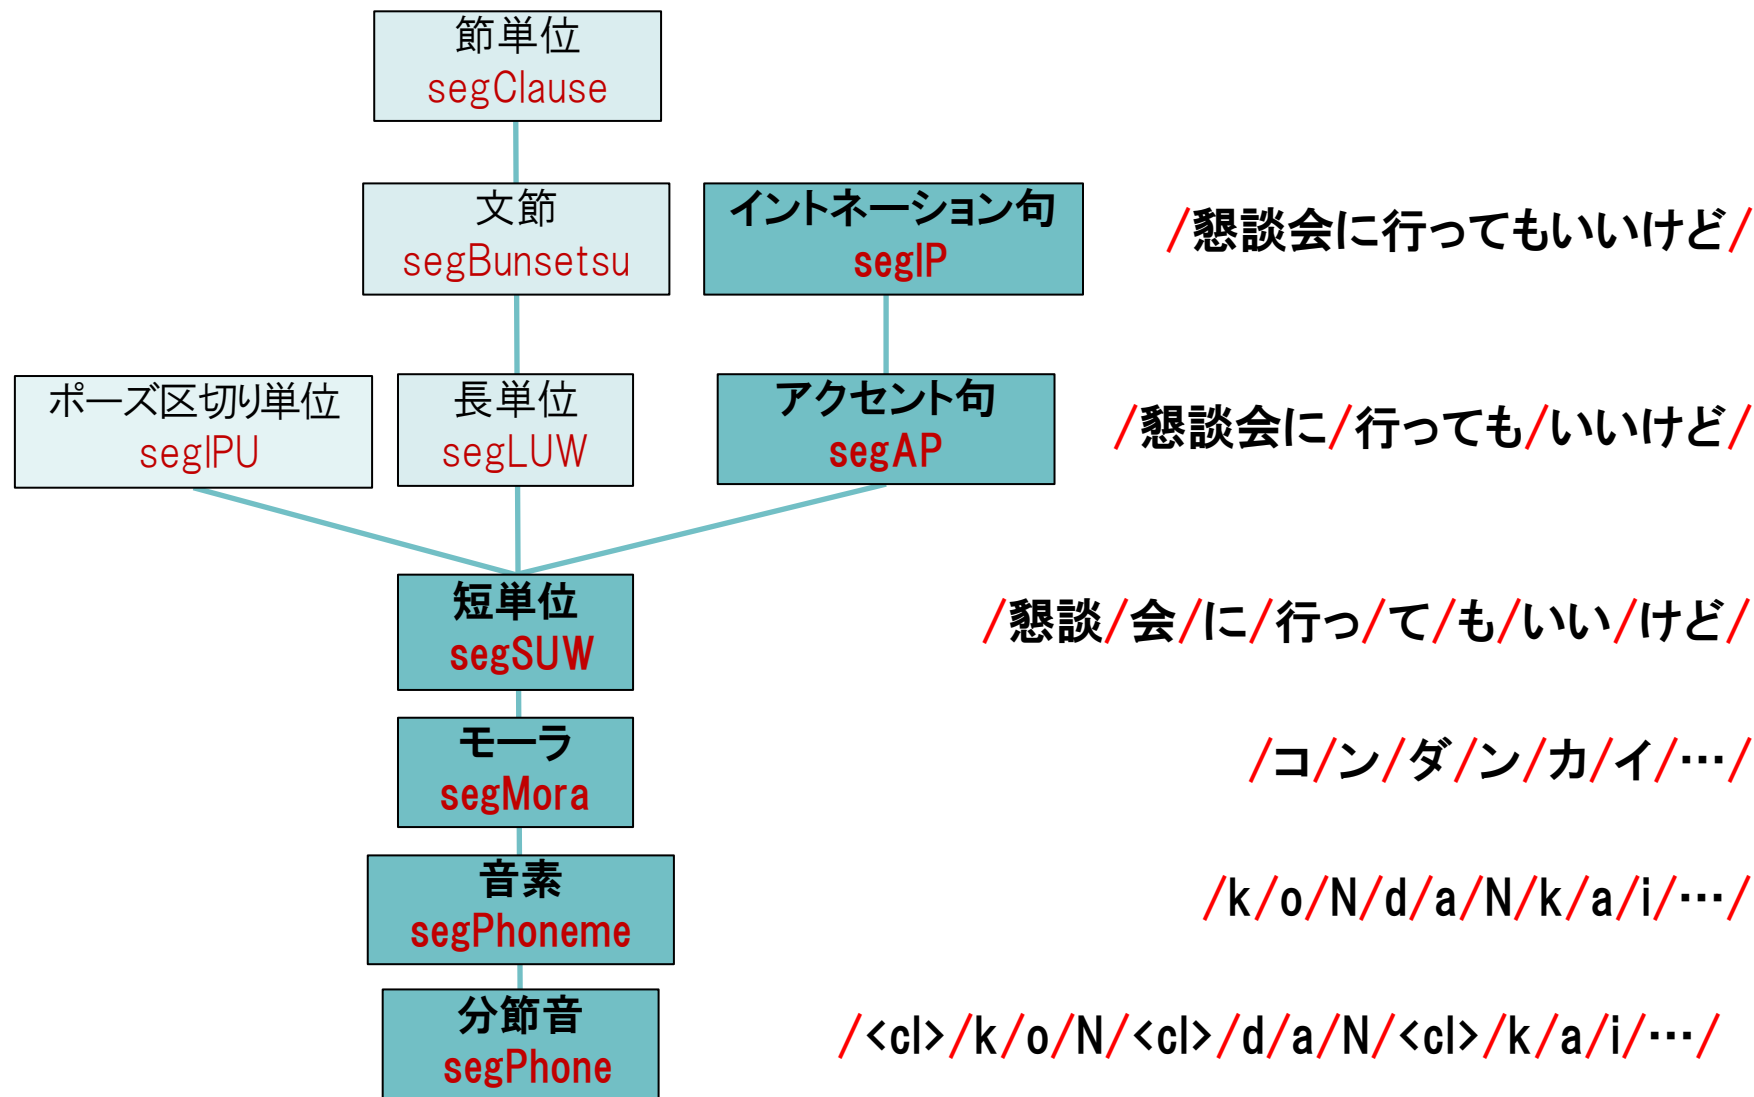 節単位
segClause
文節
segBunsetsu
イントネーション句
segIP
/懇談会に行ってもいいけど/
ポーズ区切り単位
segIPU
長単位
segLUW
アクセント句
segAP
/懇談会に/行っても/いいけど/
短単位
segSUW
/懇談/会/に/行っ/て/も/いい/けど/
モーラ
segMora
/コ/ン/ダ/ン/カ/イ/…/
音素
segPhoneme
/k/o/N/d/a/N/k/a/i/…/
分節音
segPhone
/<cl>/k/o/N/<cl>/d/a/N/<cl>/k/a/i/…/